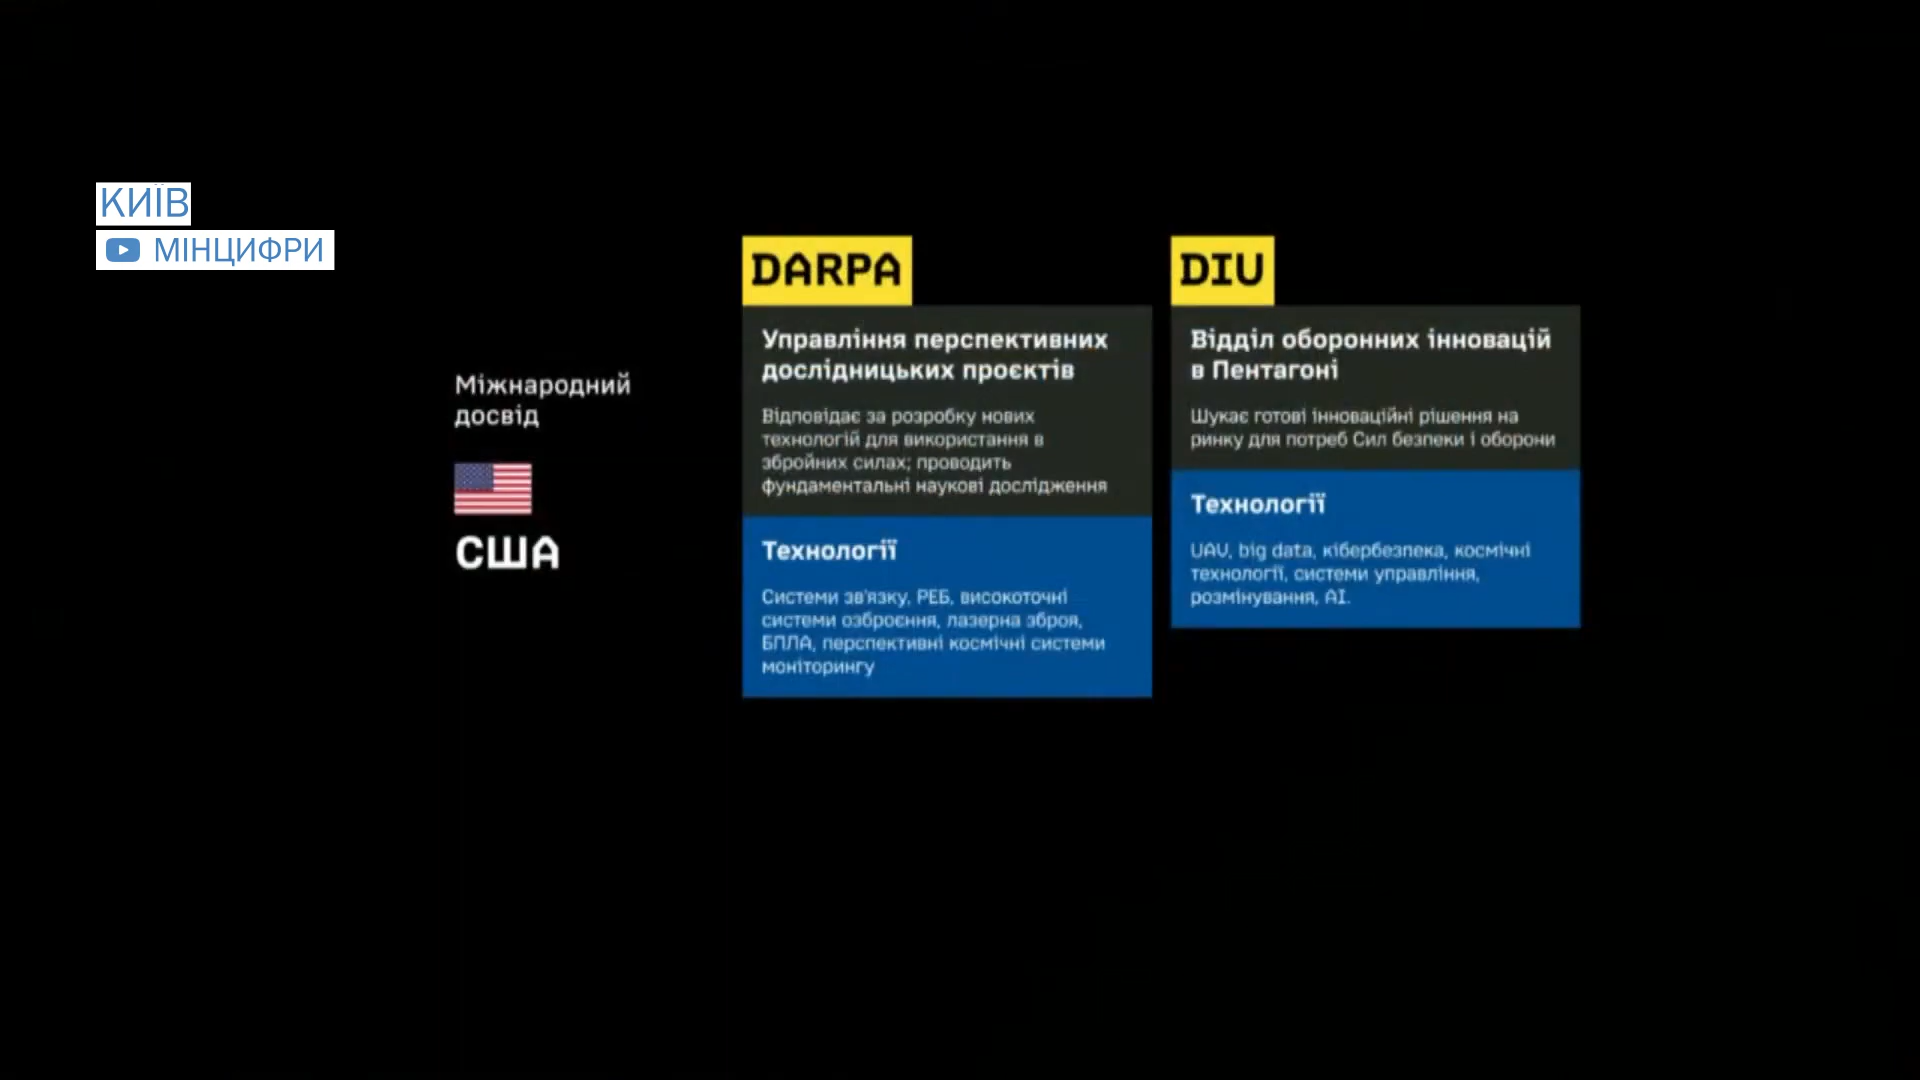 КИЇВ
МІНЦИФРИ
Міжнародний
досвід
США
DARPA
Управління перспективних
дослідницьких проєктів
Відповідає за розробку нових
технологій для використання в
збройних силах; проводить
фундаментальні наукові дослідження
Технології
Системи зв'язку, РЕБ, високоточні
системи озброєння, лазерна зброя,
БПЛА, перспективні космічні системи
моніторингу
DIU
Відділ оборонних інновацій
в Пентагоні
Шукає готові інноваційні рішення на
ринку для потреб Сил безпеки і оборони
Технології
UAV, big data, кібербезпека, космічні
технології, системи управління,
розмінування, AI.